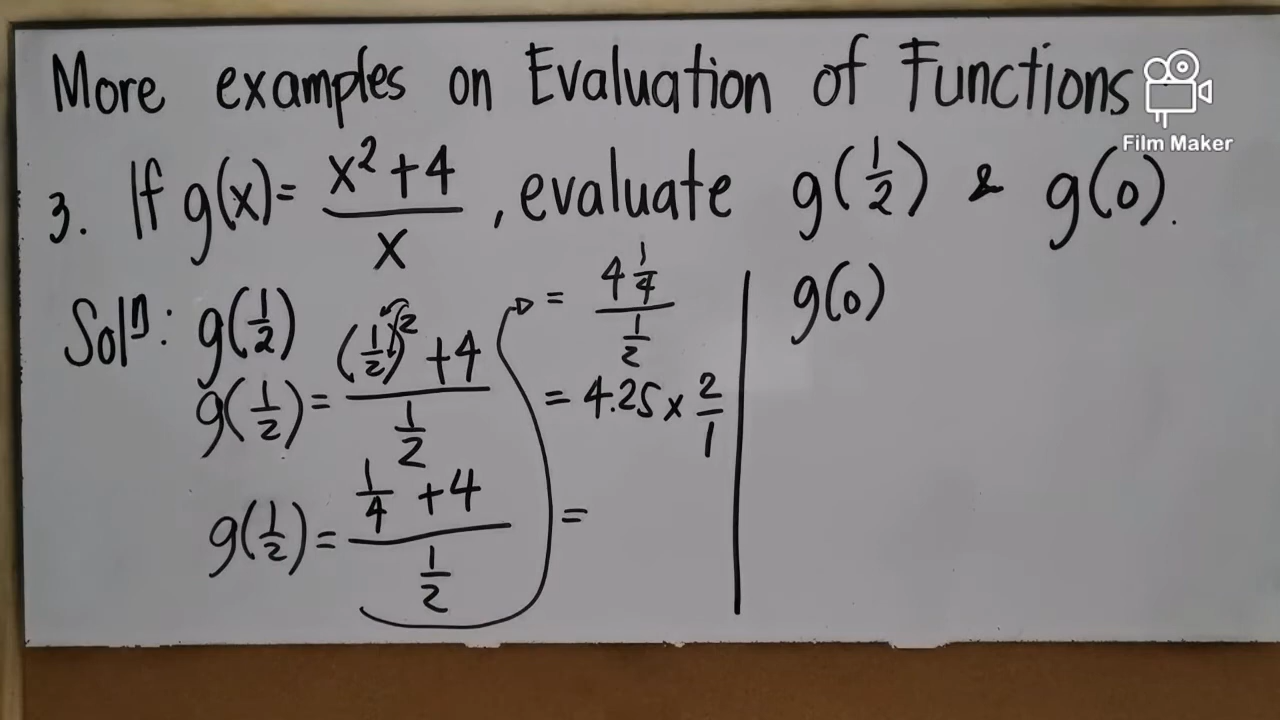 More examples on Evaluation of Functions
Film Maker
3. If g(x) = x² + 4 / x , evaluate g(1/2) & g(0).
Solⁿ: g(1/2)
g(1/2) = (1/2)² + 4 / 1/2
g(1/2) = 1/4 + 4 / 1/2
= 4 1/4 / 1/2
= 4.25 x 2/1
=
g(0)